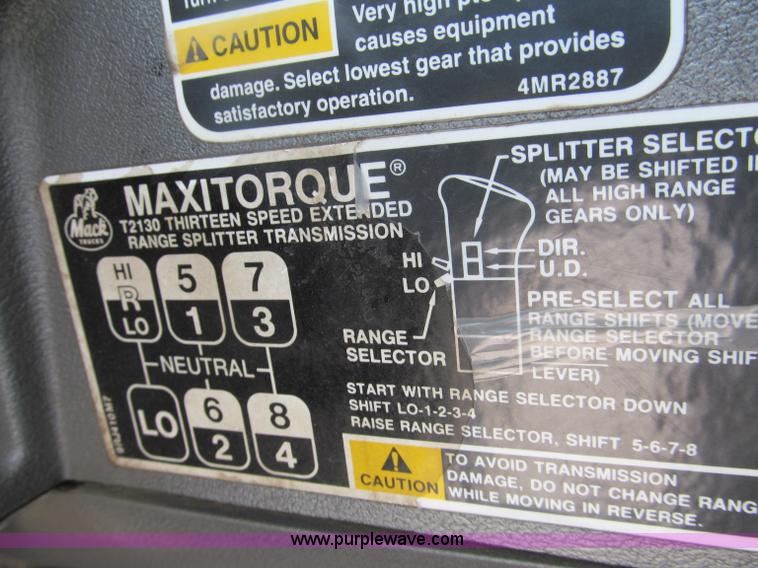 Very high
⚠ CAUTION
causes equipment
damage. Select lowest gear that provides
satisfactory operation.
4MR2887
Mack
TRUCKS
MAXITORQUE®
T2130 THIRTEEN SPEED EXTENDED
RANGE SPLITTER TRANSMISSION
HI
R
LO
5
1
7
3
NEUTRAL
LO
6
2
8
4
SPLITTER SELECTO
(MAY BE SHIFTED I
ALL HIGH RANGE
GEARS ONLY)
HI
LO
DIR.
U.D.
RANGE
SELECTOR
PRE-SELECT ALL
RANGE SHIFTS (MOVE
RANGE SELECTOR
BEFORE MOVING SHIF
LEVER)
START WITH RANGE SELECTOR DOWN
SHIFT LO-1-2-3-4
RAISE RANGE SELECTOR, SHIFT 5-6-7-8
⚠ CAUTION
TO AVOID TRANSMISSION
DAMAGE, DO NOT CHANGE RANG
WHILE MOVING IN REVERSE.
www.purplewave.com